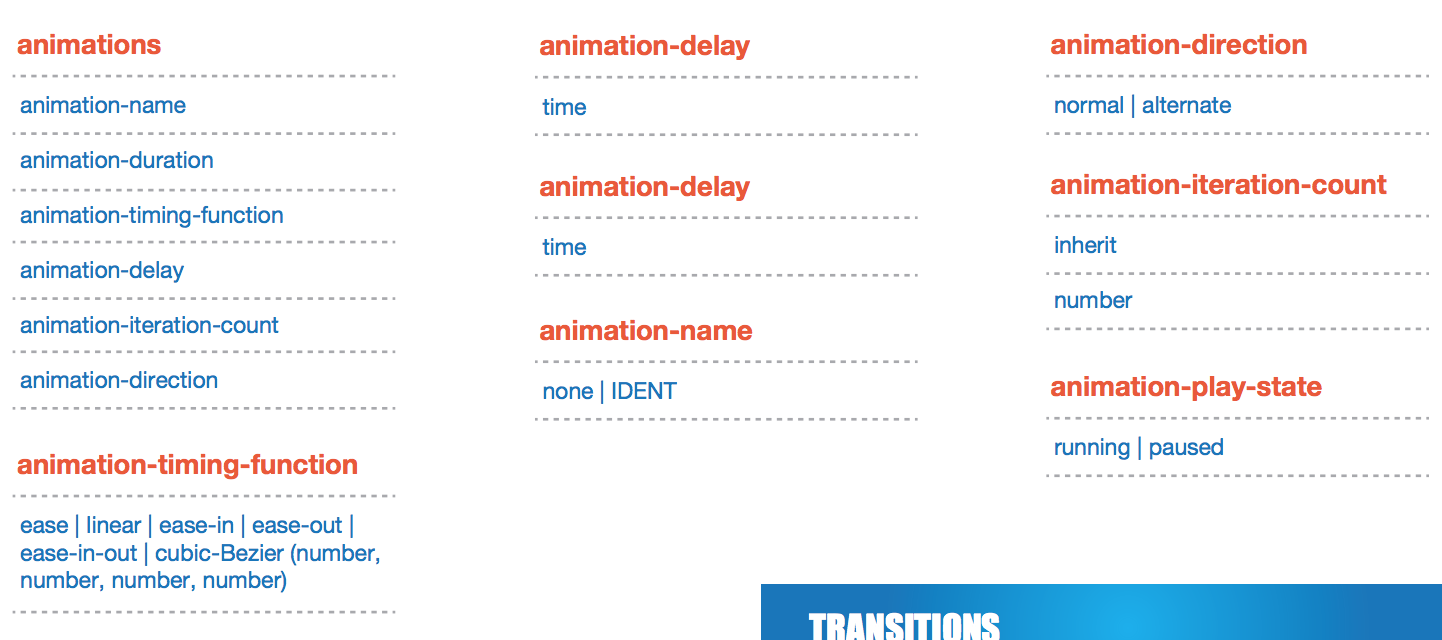 animations
animation-name
animation-duration
animation-timing-function
animation-delay
animation-iteration-count
animation-direction
animation-timing-function
ease | linear | ease-in | ease-out |
ease-in-out | cubic-Bezier (number,
number, number, number)
animation-delay
time
animation-delay
time
animation-name
none | IDENT
animation-direction
normal | alternate
animation-iteration-count
inherit
number
animation-play-state
running | paused
TRANSITIONS